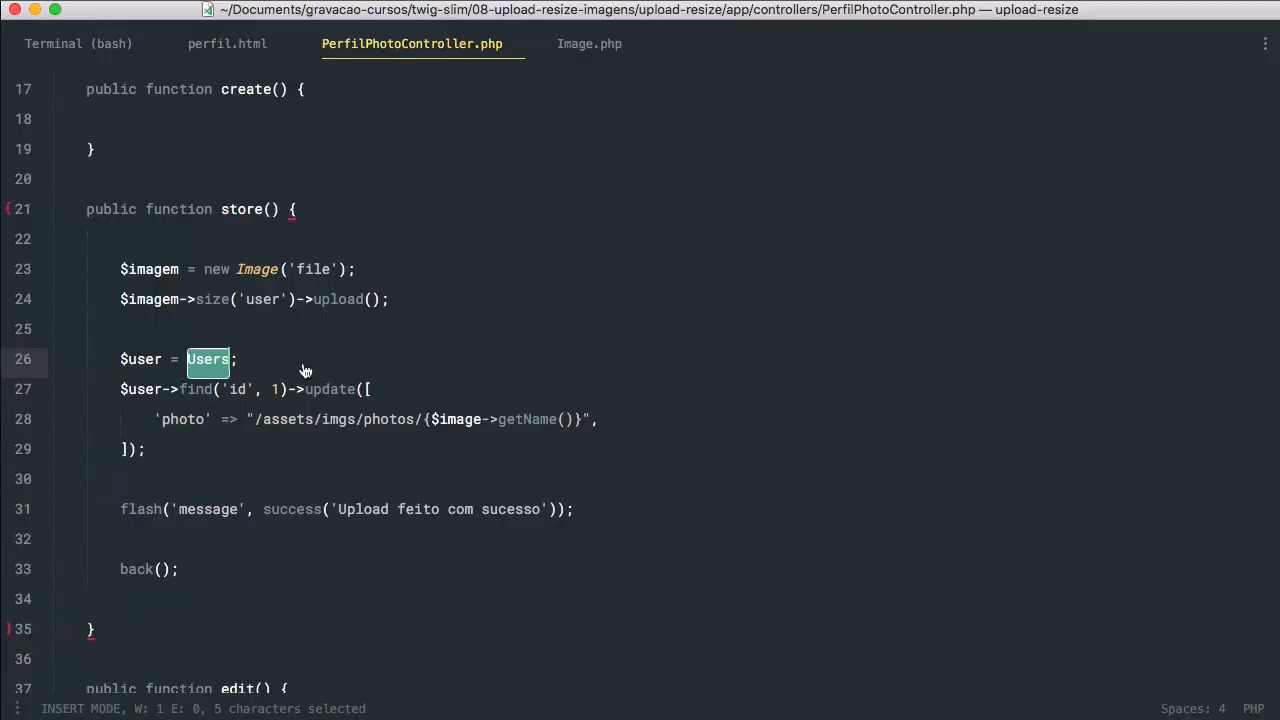 ~/Documents/gravacao-cursos/twig-slim/08-upload-resize-imagens/upload-resize/app/controllers/PerfilPhotoController.php — upload-resize
Terminal (bash) perfil.html PerfilPhotoController.php Image.php
17 public function create() {
18
19 }
20
{ 21 public function store() {
22
23 $imagem = new Image('file');
24 $imagem->size('user')->upload();
25
26 $user = Users;
27 $user->find('id', 1)->update([
28 'photo' => "/assets/imgs/photos/{$image->getName()}",
29 ]);
30
31 flash('message', success('Upload feito com sucesso'));
32
33 back();
34
} 35 }
36
37 public function edit() {
INSERT MODE, W: 1 E: 0, 5 characters selected Spaces: 4 PHP